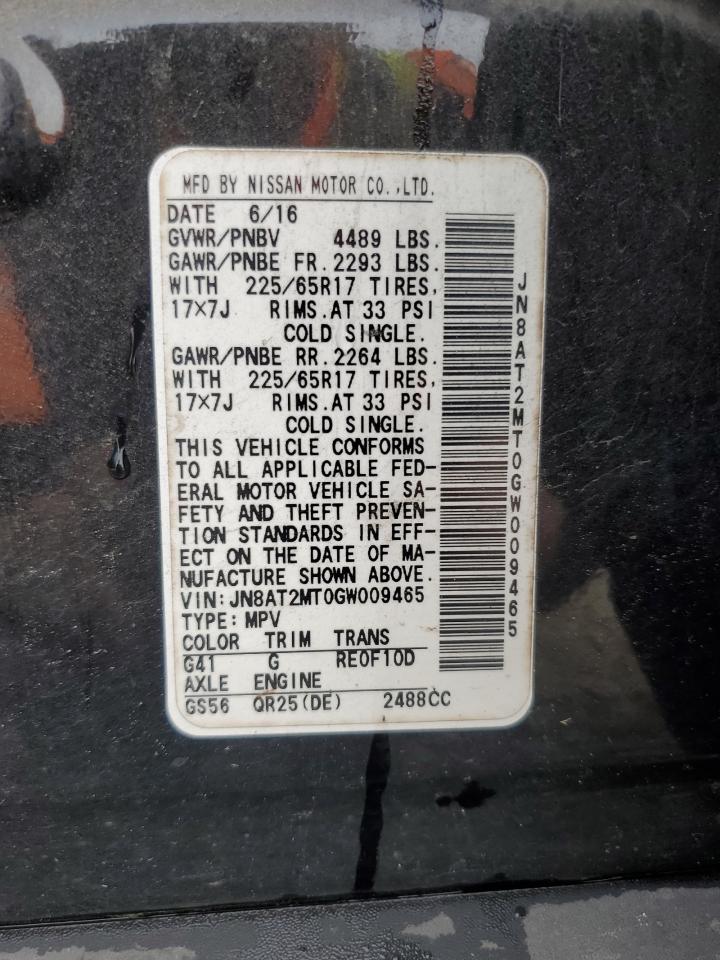 MFD BY NISSAN MOTOR CO.,LTD.
DATE 6/16
GVWR/PNBV 4489 LBS.
GAWR/PNBE FR. 2293 LBS.
WITH 225/65R17 TIRES,
17×7J RIMS.AT 33 PSI
COLD SINGLE.
GAWR/PNBE RR. 2264 LBS.
WITH 225/65R17 TIRES,
17×7J RIMS.AT 33 PSI
COLD SINGLE.
THIS VEHICLE CONFORMS
TO ALL APPLICABLE FED-
ERAL MOTOR VEHICLE SA-
FETY AND THEFT PREVEN-
TION STANDARDS IN EFF-
ECT ON THE DATE OF MA-
NUFACTURE SHOWN ABOVE.
VIN:JN8AT2MT0GW009465
TYPE:MPV
COLOR TRIM TRANS
G41 G RE0F10D
AXLE ENGINE
GS56 QR25(DE) 2488CC
JN8AT2MT0GW009465